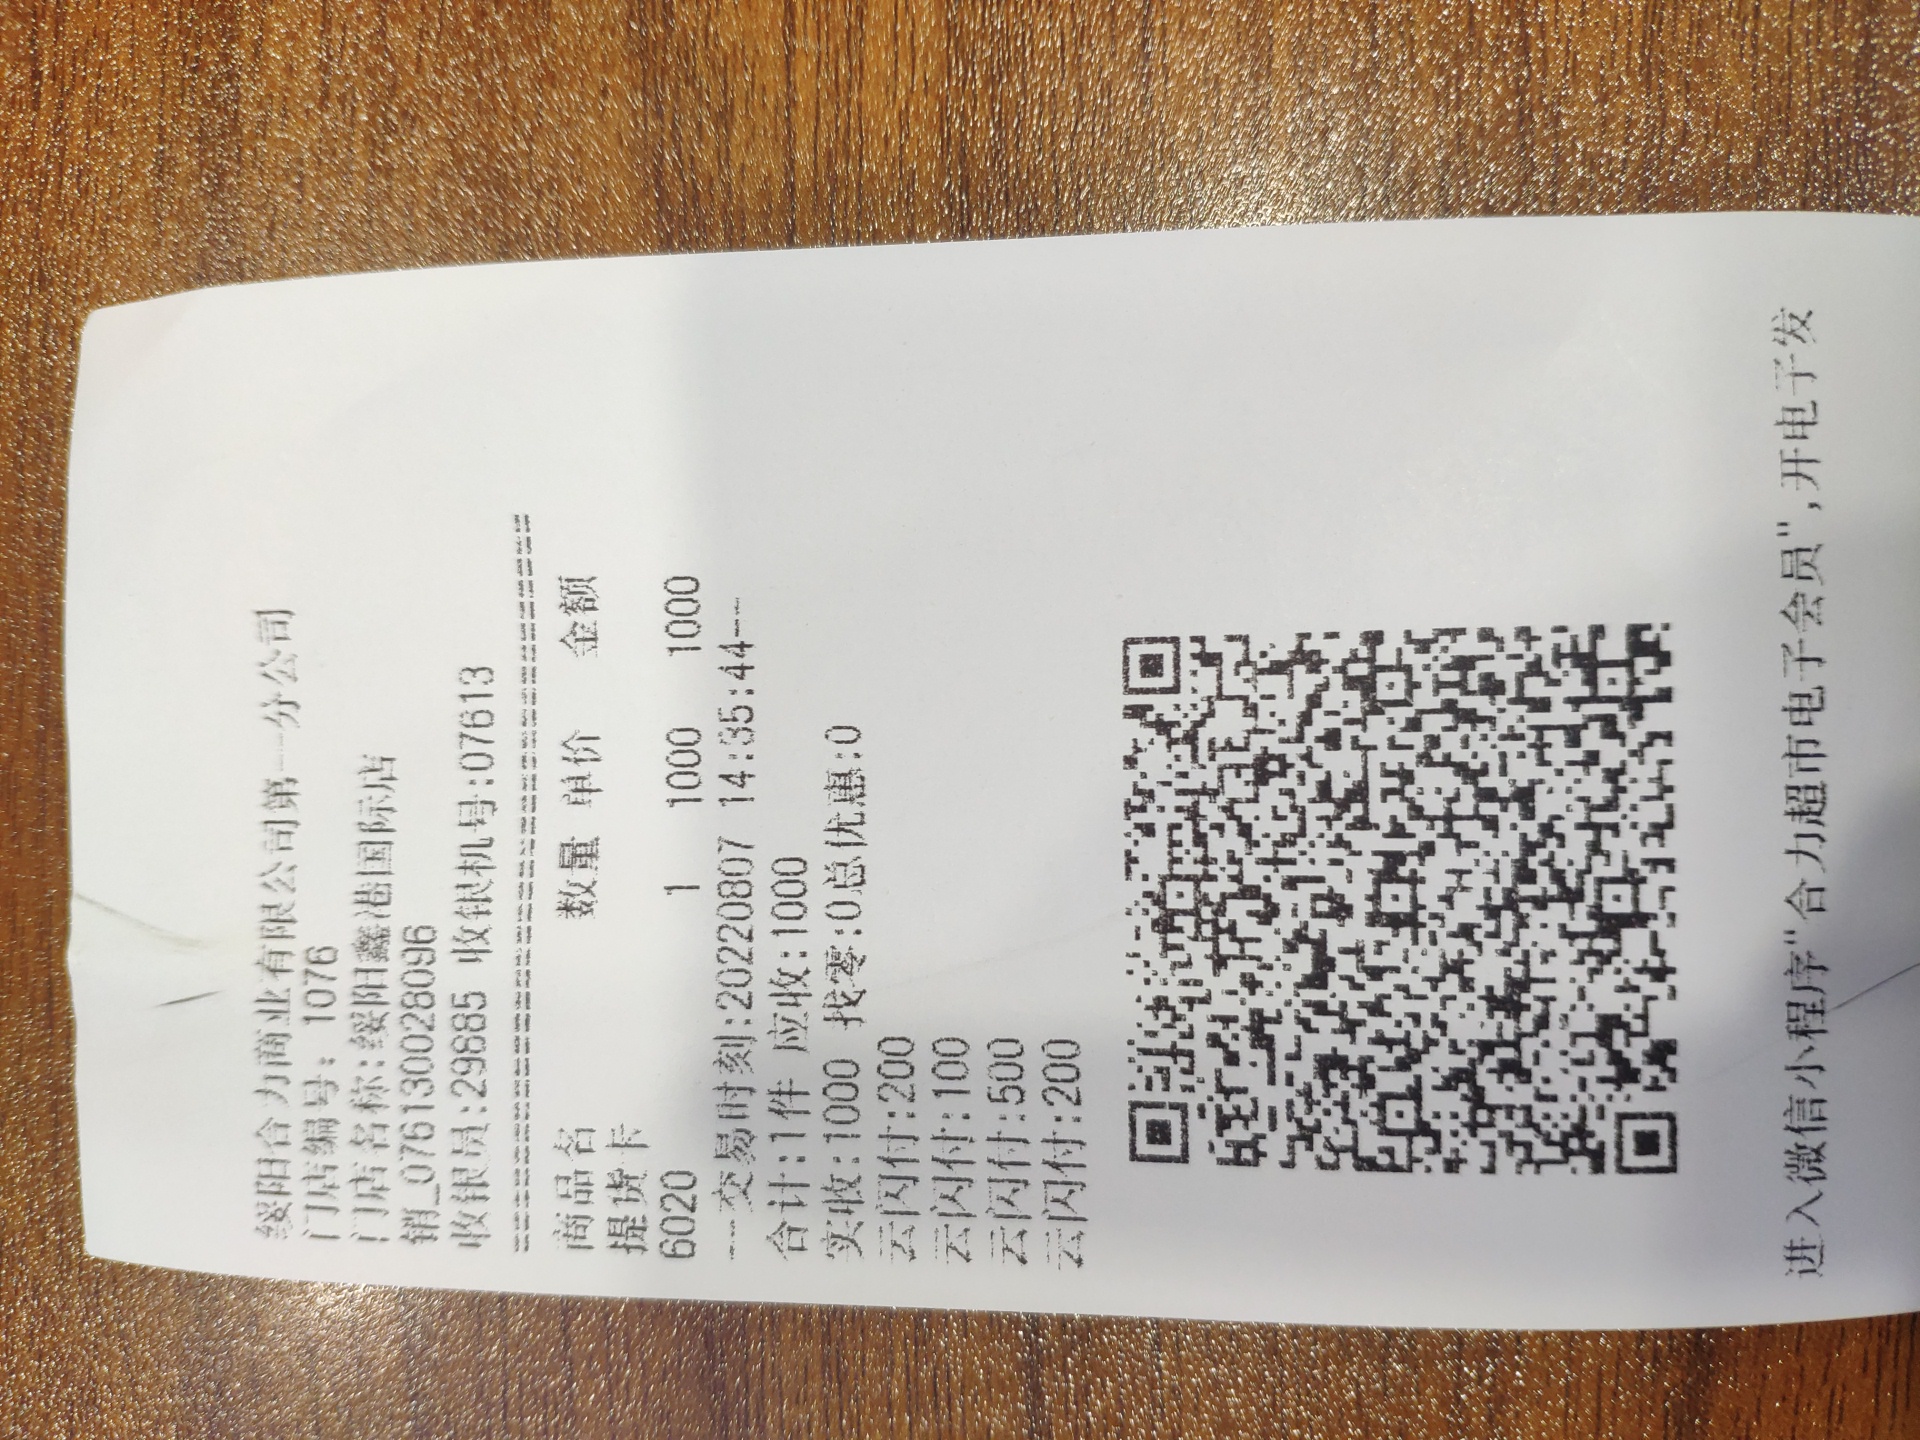 绥阳合力商业有限公司第一分公司
门店编号: 1076
门店名称:绥阳鑫港国际店
销_0761300028096
收银员:29885 收银机号:07613
========================================
商品名 数量 单价 金额
提货卡
6020 1 1000 1000
---交易时刻:20220807 14:35:44--
合计:1件 应收:1000
实收:1000 找零:0总优惠:0
云闪付:200
云闪付:100
云闪付:500
云闪付:200
进入微信小程序"合力超市电子会员",开电子发